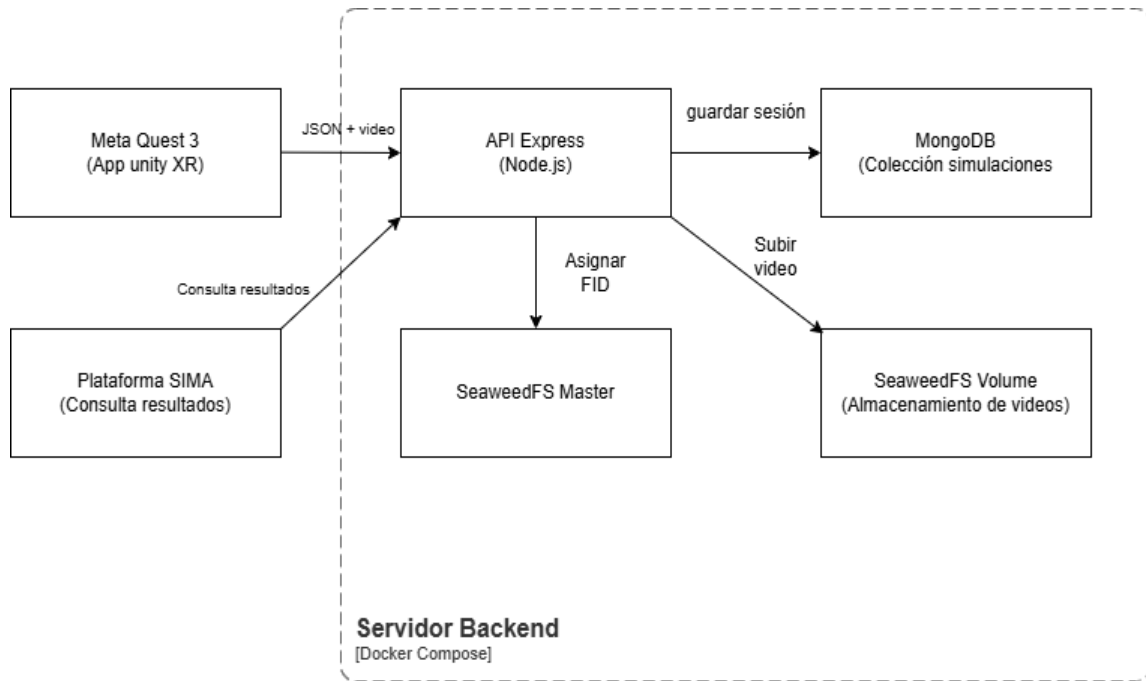 Meta Quest 3
(App unity XR)
JSON + video
API Express
(Node.js)
guardar sesión
MongoDB
(Colección simulaciones
Consulta resultados
Asignar
FID
Subir
video
Plataforma SIMA
(Consulta resultados)
SeaweedFS Master
SeaweedFS Volume
(Almacenamiento de videos)
Servidor Backend
[Docker Compose]